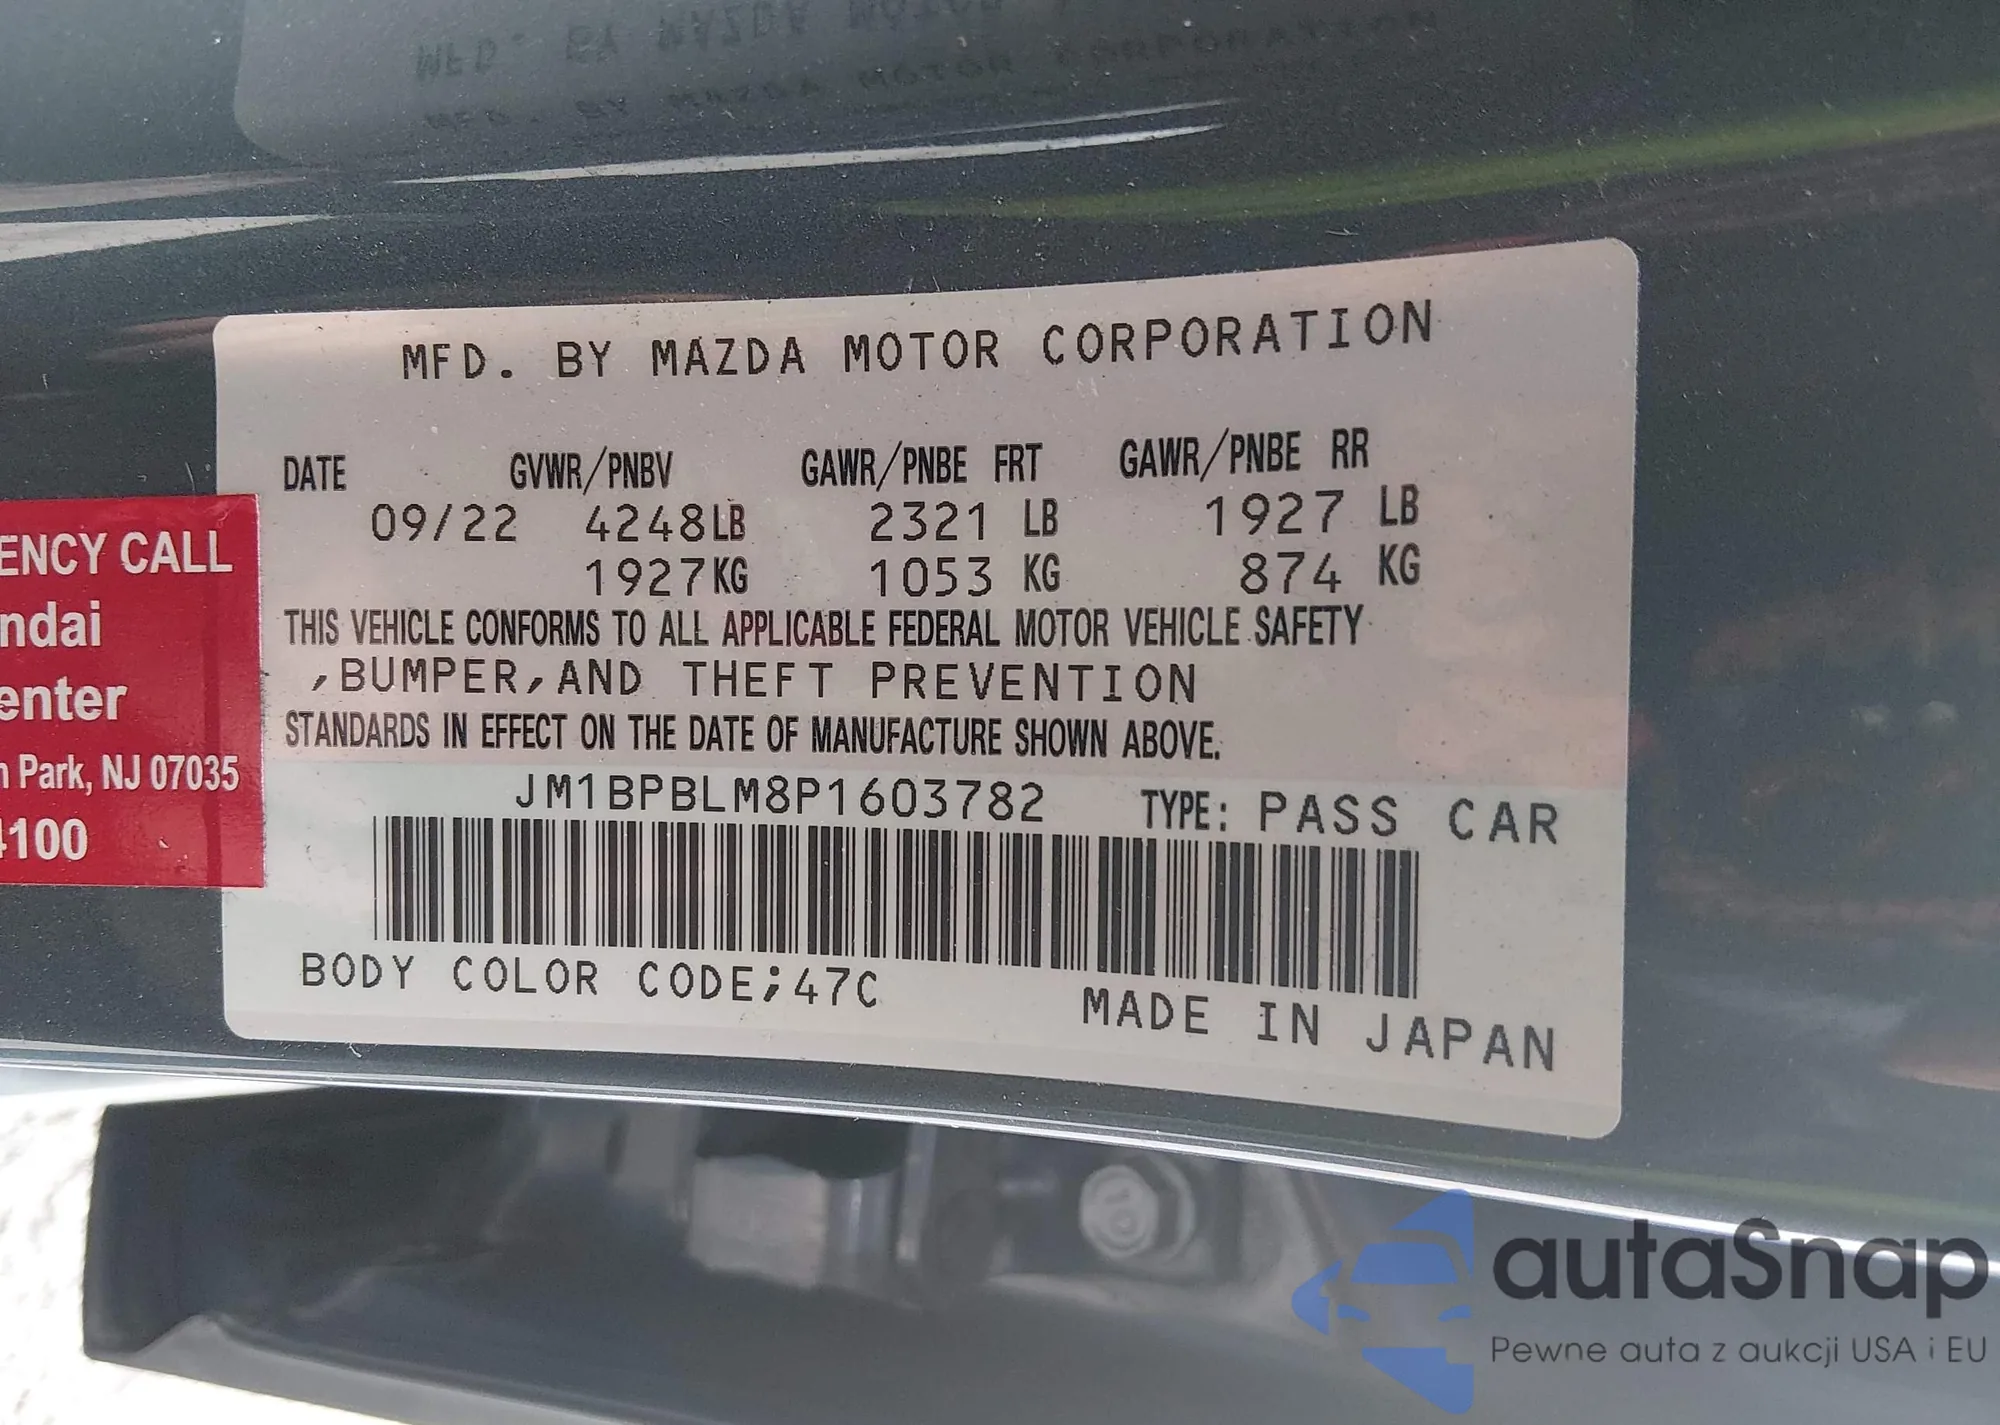 MFD. BY MAZDA MOTOR CORPORATION
DATE GVWR/PNBV GAWR/PNBE FRT GAWR/PNBE RR
09/22 4248LB 2321 LB 1927 LB
1927KG 1053 KG 874 KG
THIS VEHICLE CONFORMS TO ALL APPLICABLE FEDERAL MOTOR VEHICLE SAFETY
,BUMPER,AND THEFT PREVENTION
STANDARDS IN EFFECT ON THE DATE OF MANUFACTURE SHOWN ABOVE.
JM1BPBLM8P1603782 TYPE: PASS CAR
BODY COLOR CODE;47C
MADE IN JAPAN
ENCY CALL
ndai
enter
Park, NJ 07035
100
autoSnap
Pewne auta z aukcji USA i EU